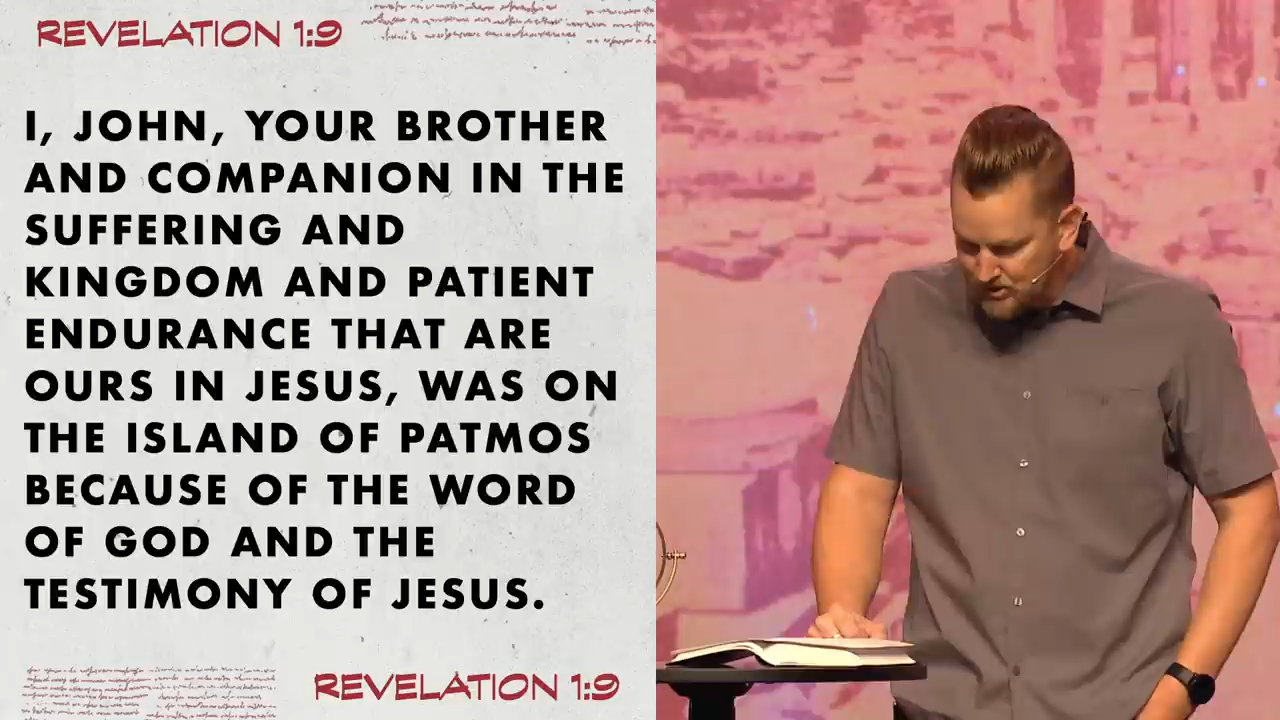 REVELATION 1:9
I, JOHN, YOUR BROTHER
AND COMPANION IN THE
SUFFERING AND
KINGDOM AND PATIENT
ENDURANCE THAT ARE
OURS IN JESUS, WAS ON
THE ISLAND OF PATMOS
BECAUSE OF THE WORD
OF GOD AND THE
TESTIMONY OF JESUS.
REVELATION 1:9